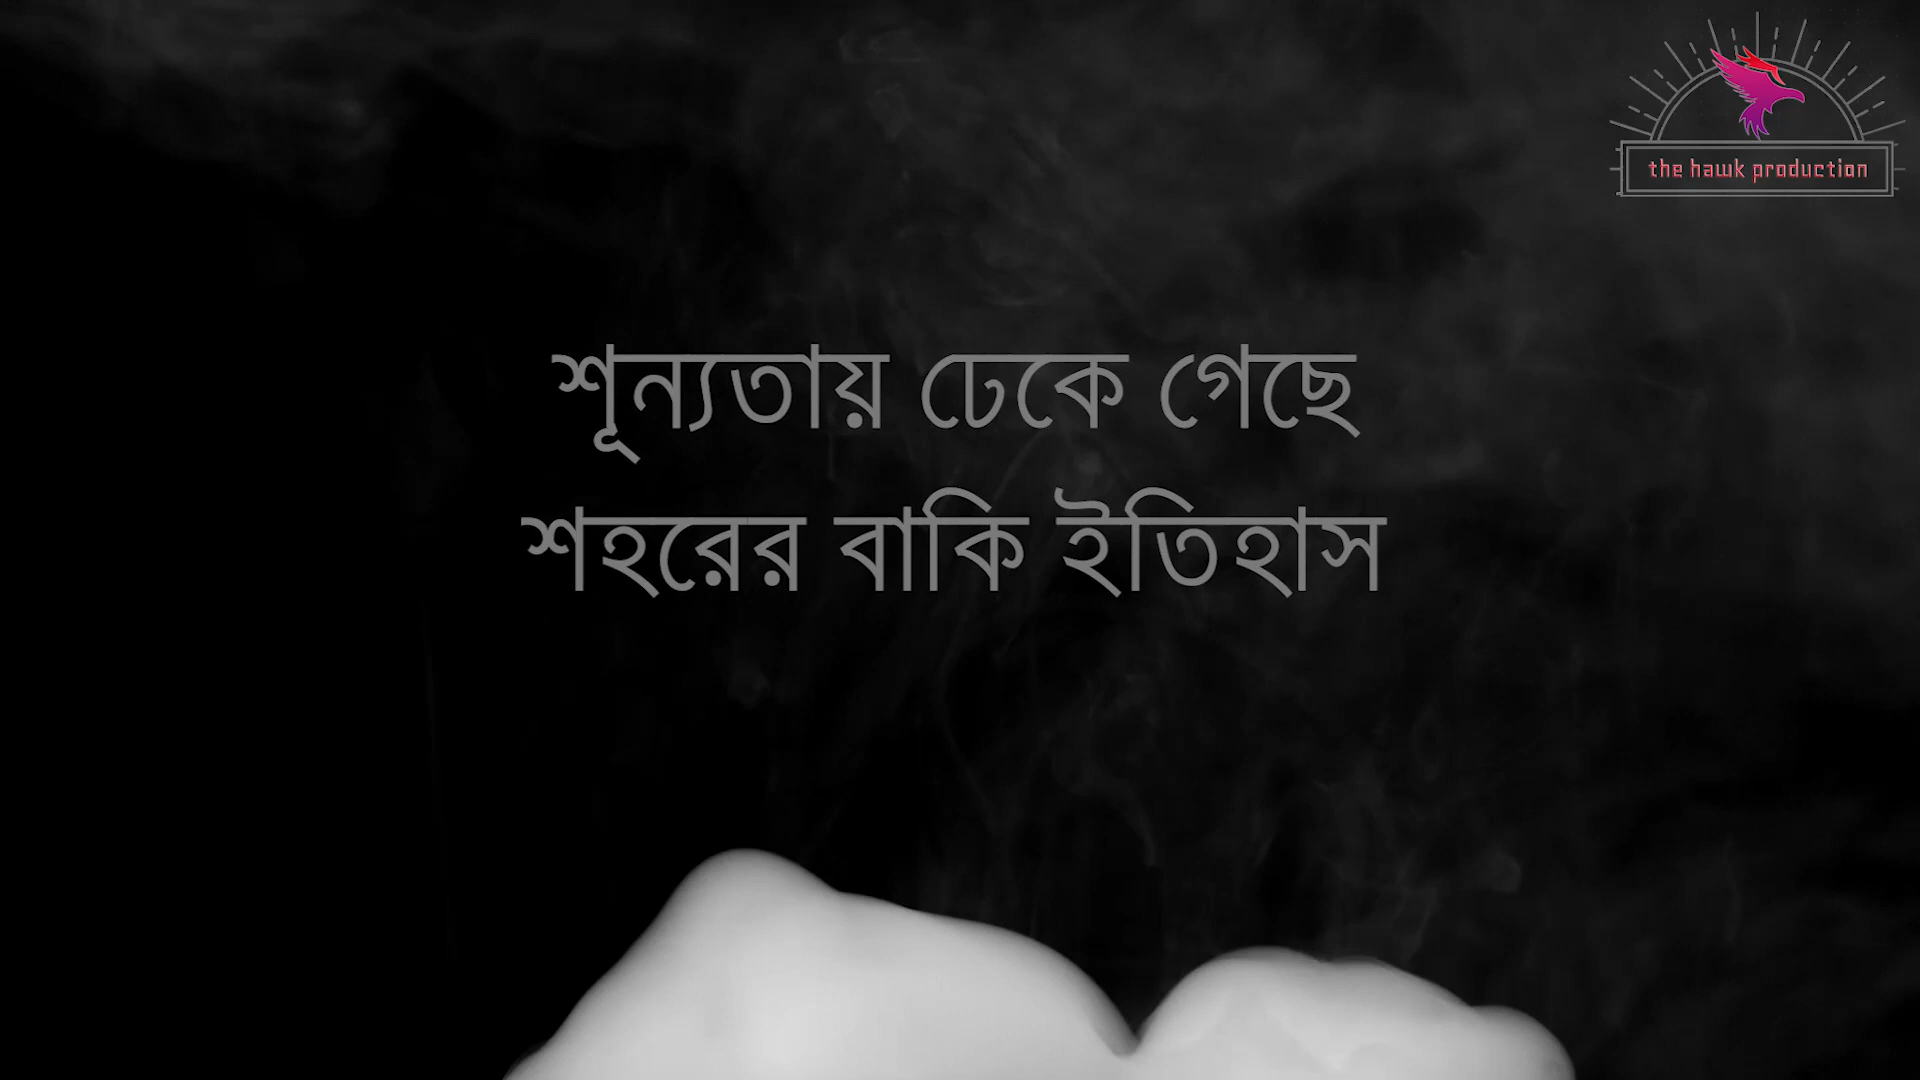 the hawk production
শূন্যতায় ঢেকে গেছে
শহরের বাকি ইতিহাস